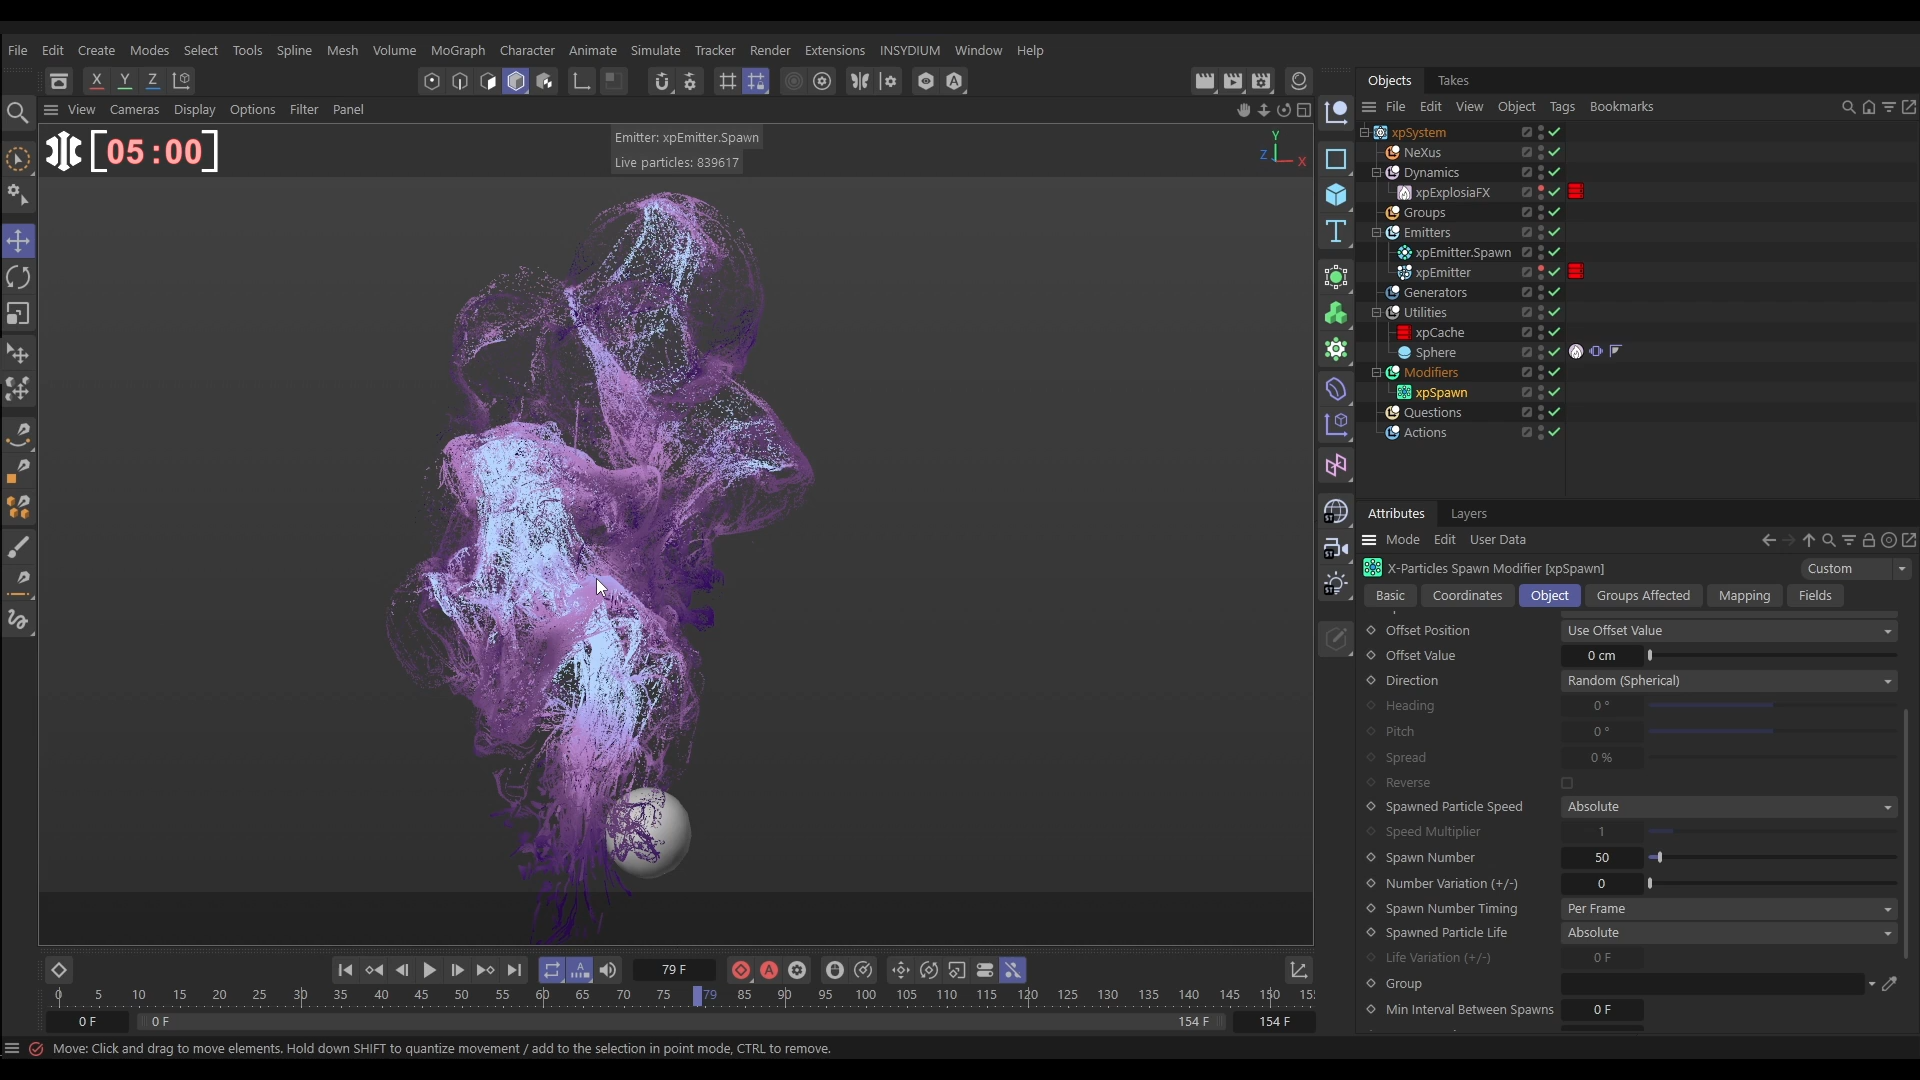 File Edit Create Modes Select Tools Spline Mesh Volume MoGraph Character Animate Simulate Tracker Render Extensions INSYDIUM Window Help
X Y Z
Objects Takes
View Cameras Display Options Filter Panel
File Edit View Object Tags Bookmarks
[05:00]
Emitter: xpEmitter.Spawn
Live particles: 839617
Y
Z X
xpSystem
NeXus
Dynamics
xpExplosiaFX
Groups
Emitters
xpEmitter.Spawn
xpEmitter
Generators
Utilities
xpCache
Sphere
Modifiers
xpSpawn
Questions
Actions
Attributes Layers
Mode Edit User Data
X-Particles Spawn Modifier [xpSpawn] Custom
Basic Coordinates Object Groups Affected Mapping Fields
Offset Position Use Offset Value
Offset Value 0 cm
Direction Random (Spherical)
Heading 0 °
Pitch 0 °
Spread 0 %
Reverse
Spawned Particle Speed Absolute
Speed Multiplier 1
Spawn Number 50
Number Variation (+/-) 0
Spawn Number Timing Per Frame
Spawned Particle Life Absolute
Life Variation (+/-) 0 F
Group
Min Interval Between Spawns 0 F
79 F
0 5 10 15 20 25 30 35 40 45 50 55 60 65 70 75 79 85 90 95 100 105 110 115 120 125 130 135 140 145 150
0 F 0 F 154 F 154 F
Move: Click and drag to move elements. Hold down SHIFT to quantize movement / add to the selection in point mode, CTRL to remove.